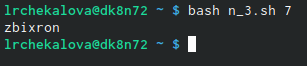 lrchekalova@dk8n72 ~ $ bash n_3.sh 7
zbixron
lrchekalova@dk8n72 ~ $